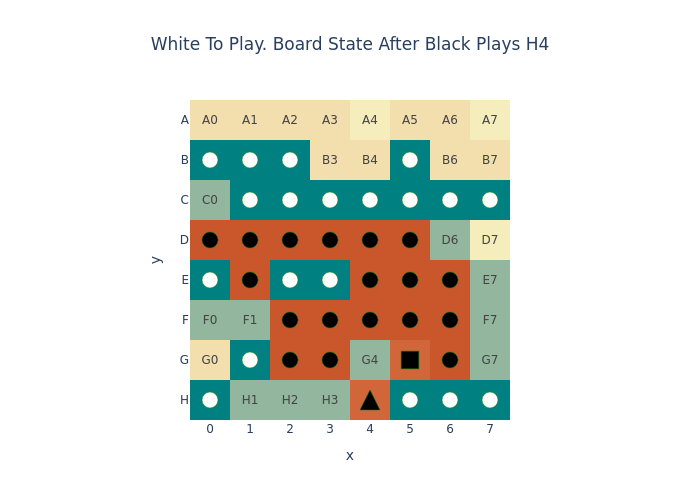 White To Play. Board State After Black Plays H4
A A0 A1 A2 A3 A4 A5 A6 A7
B B3 B4 B6 B7
C C0
D D6 D7
E E7
F F0 F1 F7
G G0 G4 G7
H H1 H2 H3
0 1 2 3 4 5 6 7
x
y